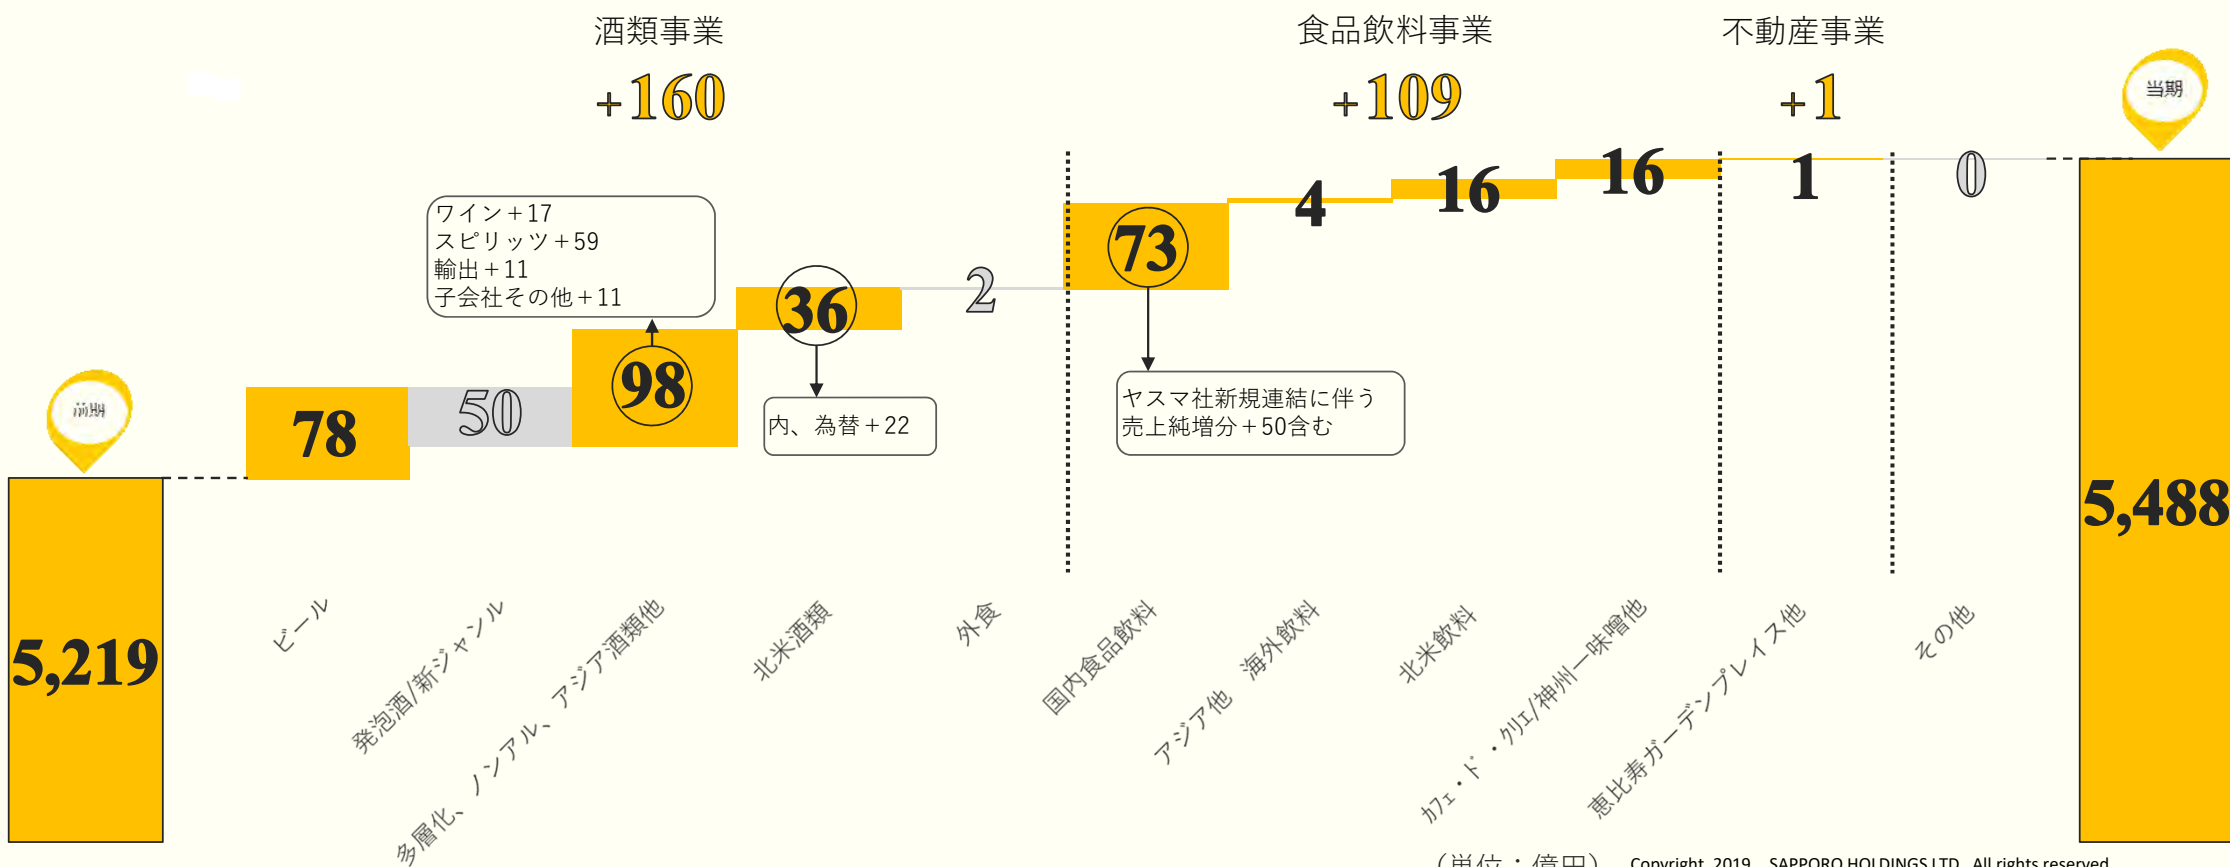 酒類事業
+160
食品飲料事業
+109
不動産事業
+1
当期
前期
ワイン+17
スピリッツ+59
輸出+11
子会社その他+11
78
50
98
36
2
73
4
16
16
1
0
内、為替+22
ヤスマ社新規連結に伴う
売上純増分+50含む
5,219
5,488
ビール
発泡酒/新ジャンル
多層化、ノンアル、アジア酒類他
北米酒類
外食
国内食品飲料
アジア他 海外飲料
北米飲料
ｶﾌｪ・ド・ｸﾘｴ/神州一味噌他
恵比寿ガーデンプレイス他
その他
(単位：億円)
Copyright, 2019 SAPPORO HOLDINGS LTD. All rights reserved